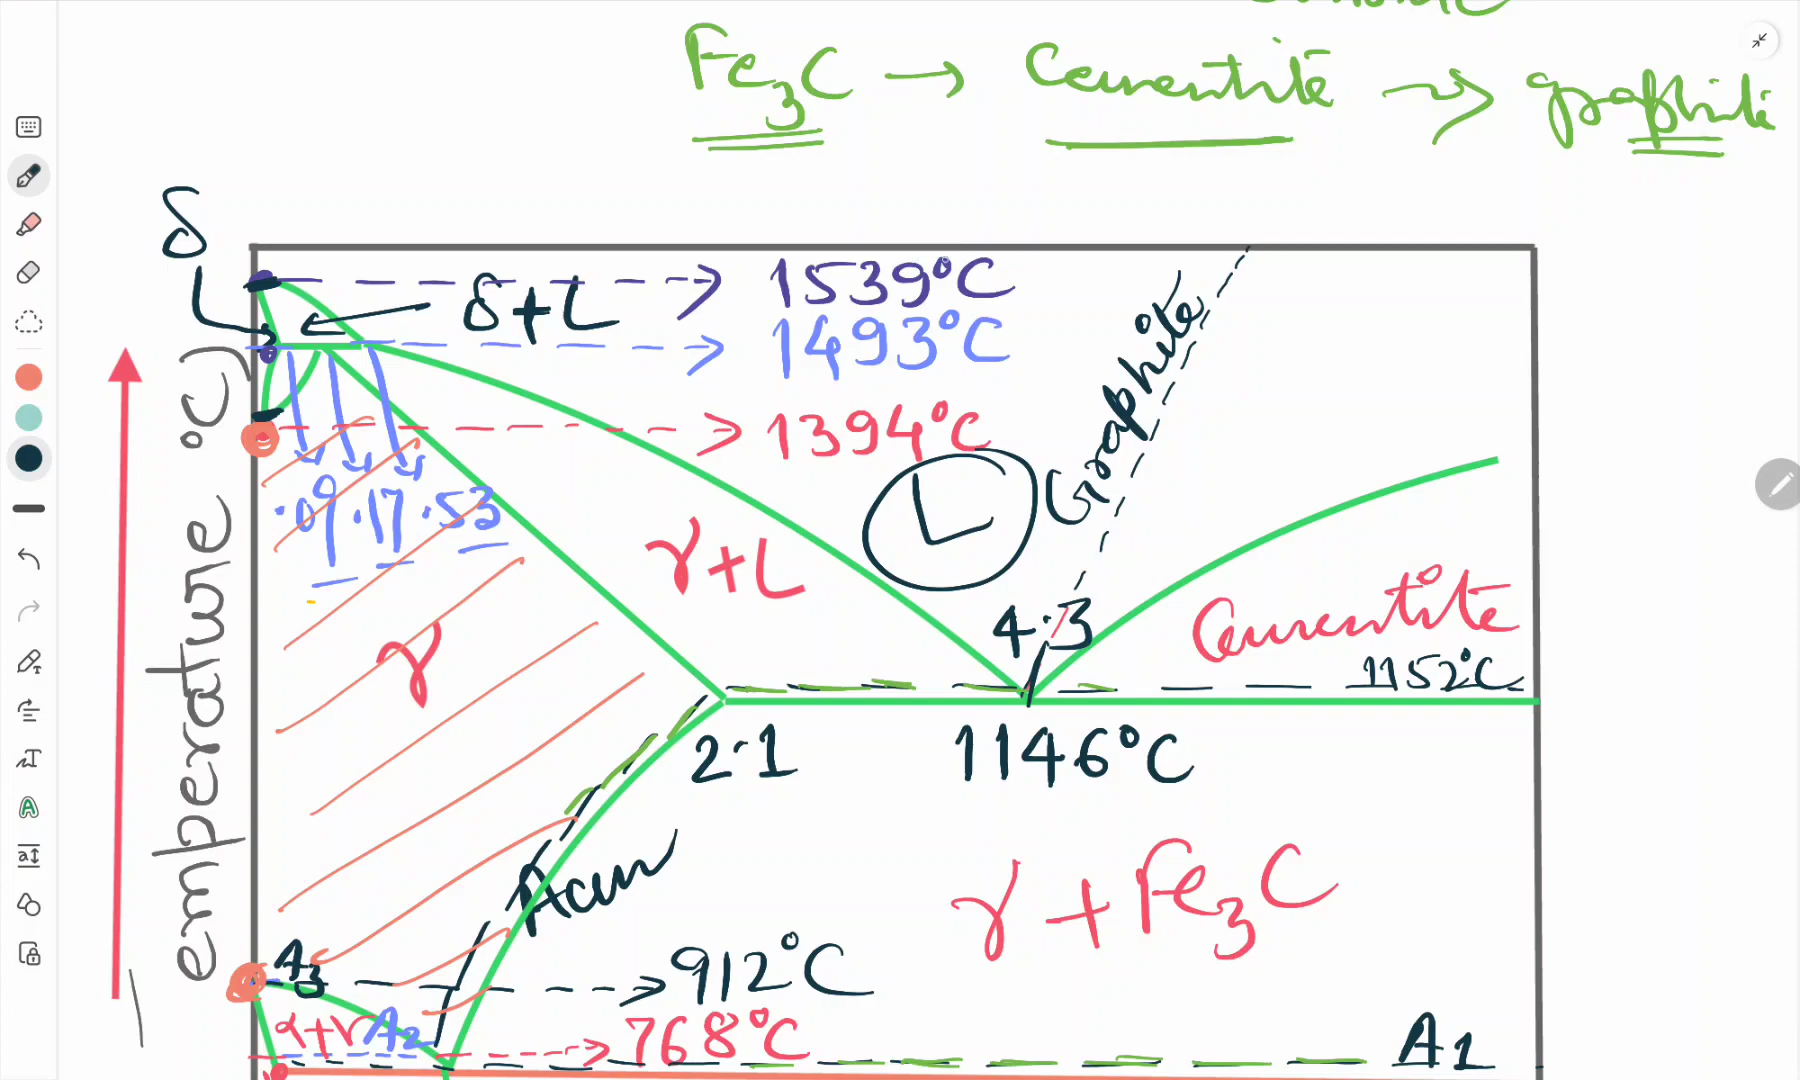 Fe3C → Cementite → graphite
δ
1539°C
δ+L
1493°C
1394°C
Graphite
Temperature °C)
.09 .17 .53
L
γ+L
γ
4.3
Cementite
1152°C
2.1
1146°C
Acm
γ+Fe3C
A3
912°C
α+γ A2
768°C
A1